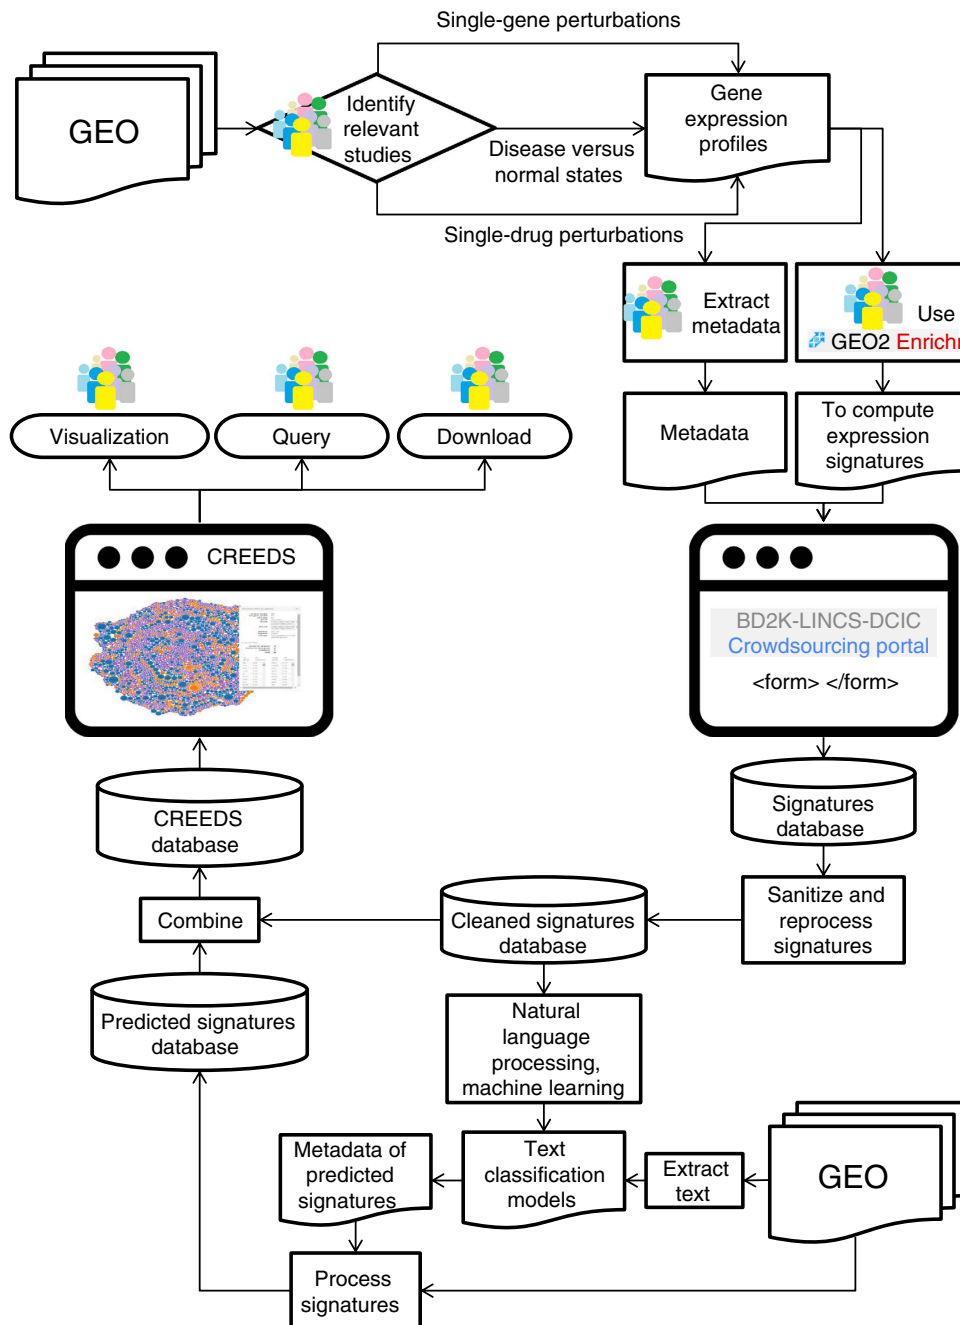 Single-gene perturbations
GEO
Identify
relevant
studies
Gene
expression
profiles
Disease versus
normal states
Single-drug perturbations
Extract
metadata
Use
GEO2 Enrichr
Visualization
Query
Download
Metadata
To compute
expression
signatures
CREEDS
BD2K-LINCS-DCIC
Crowdsourcing portal
<form> </form>
CREEDS
database
Signatures
database
Combine
Cleaned signatures
database
Sanitize and
reprocess
signatures
Predicted signatures
database
Natural
language
processing,
machine learning
Metadata of
predicted
signatures
Text
classification
models
Extract
text
GEO
Process
signatures